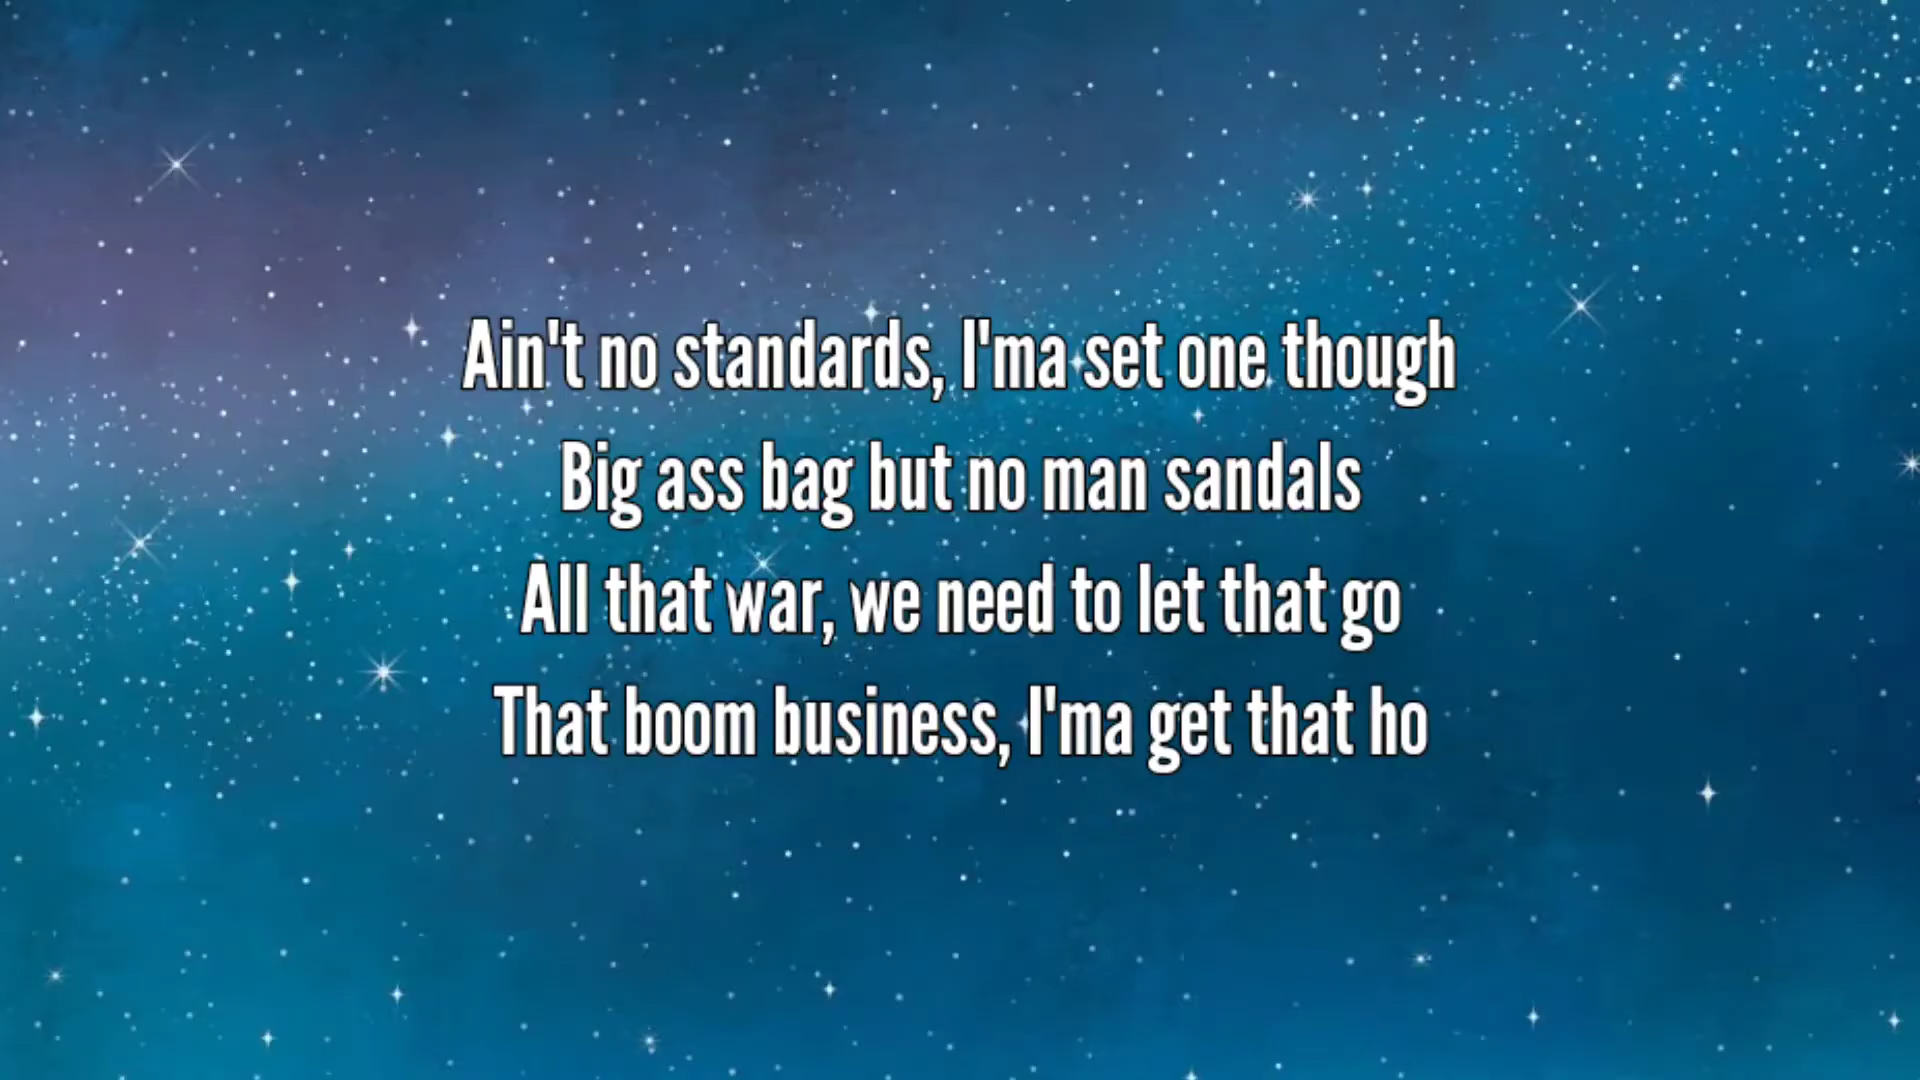 Ain't no standards, I'ma set one though
Big ass bag but no man sandals
All that war, we need to let that go
That boom business, I'ma get that ho